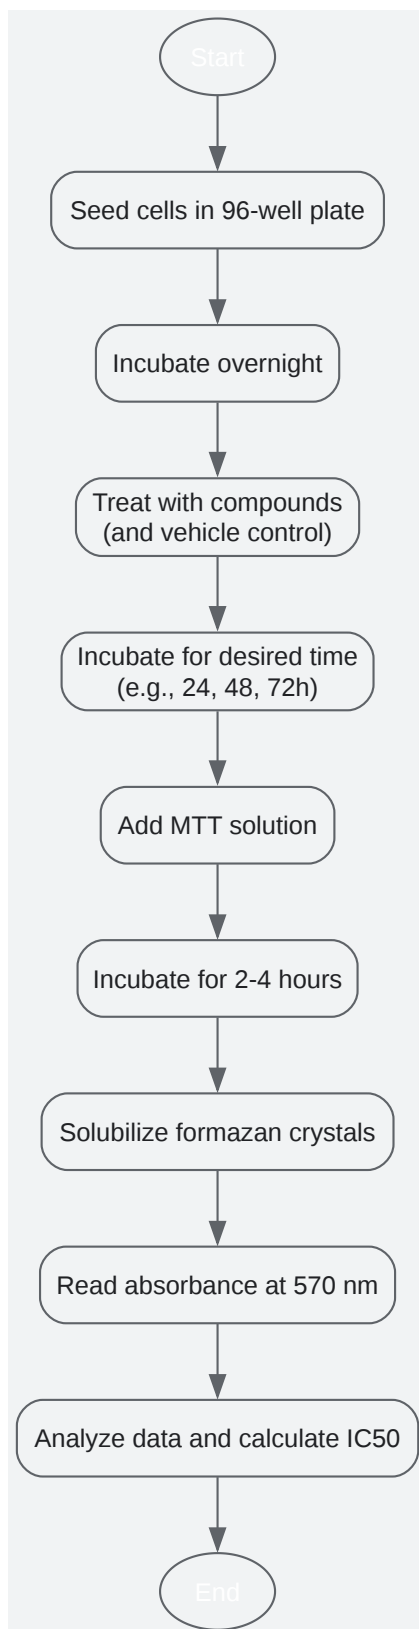 Start
Seed cells in 96-well plate
Incubate overnight
Treat with compounds
(and vehicle control)
Incubate for desired time
(e.g., 24, 48, 72h)
Add MTT solution
Incubate for 2-4 hours
Solubilize formazan crystals
Read absorbance at 570 nm
Analyze data and calculate IC50
End